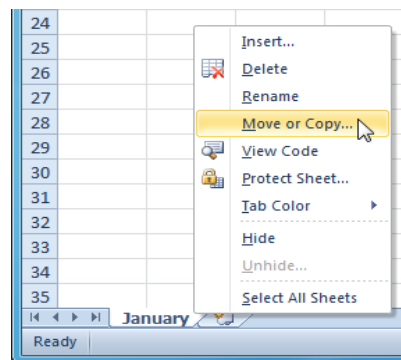 24
25
26
27
28
29
30
31
32
33
34
35
Insert...
Delete
Rename
Move or Copy...
View Code
Protect Sheet...
Tab Color
Hide
Unhide...
Select All Sheets
January
Ready